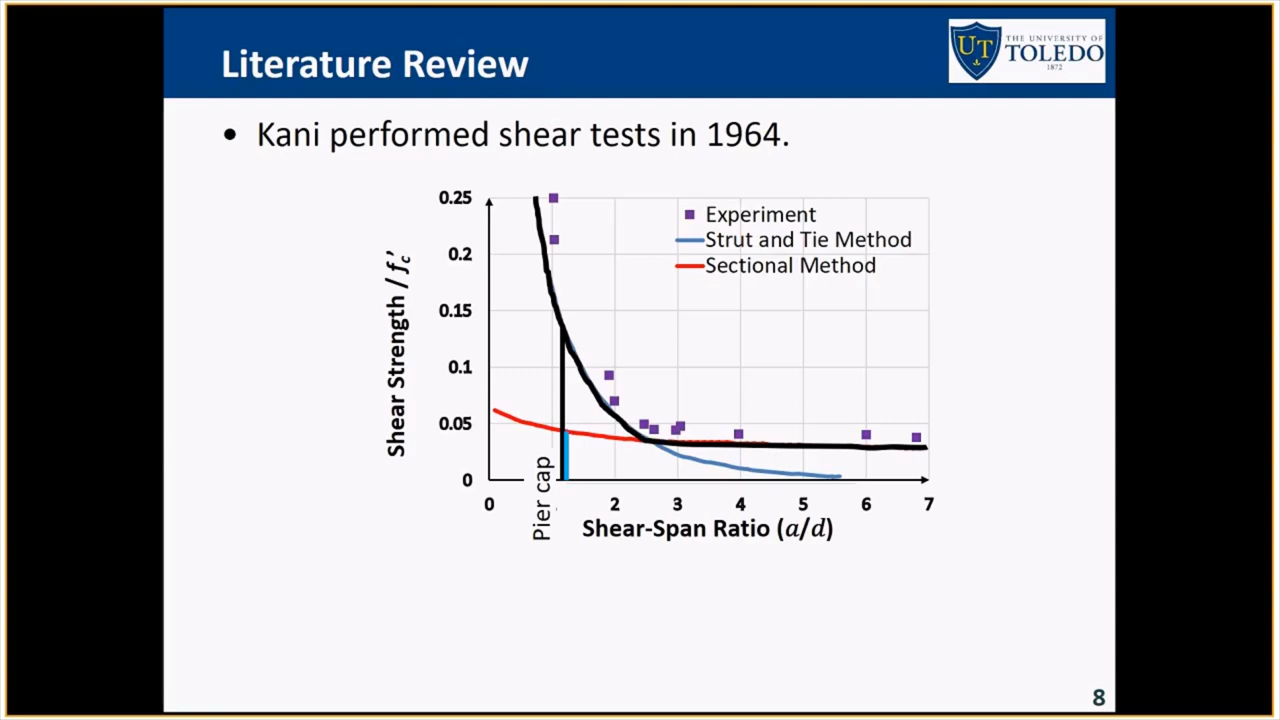 Literature Review
UT
THE UNIVERSITY OF
TOLEDO
1872
• Kani performed shear tests in 1964.
0.25
0.2
0.15
0.1
0.05
0
Shear Strength / f'c
Experiment
Strut and Tie Method
Sectional Method
Pier cap
0 2 3 4 5 6 7
Shear-Span Ratio (a/d)
8